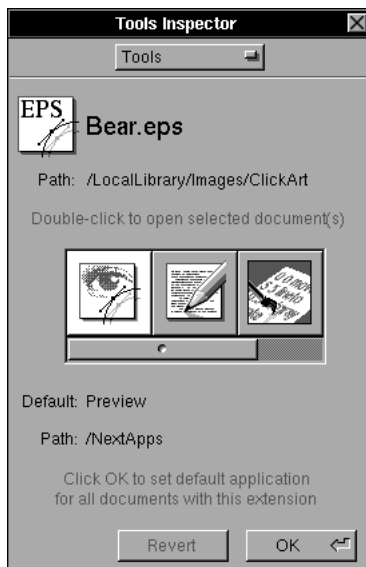 Tools Inspector
Tools
EPS
Bear.eps
Path: /LocalLibrary/Images/ClickArt
Double-click to open selected document(s)
Default: Preview
Path: /NextApps
Click OK to set default application
for all documents with this extension
Revert
OK